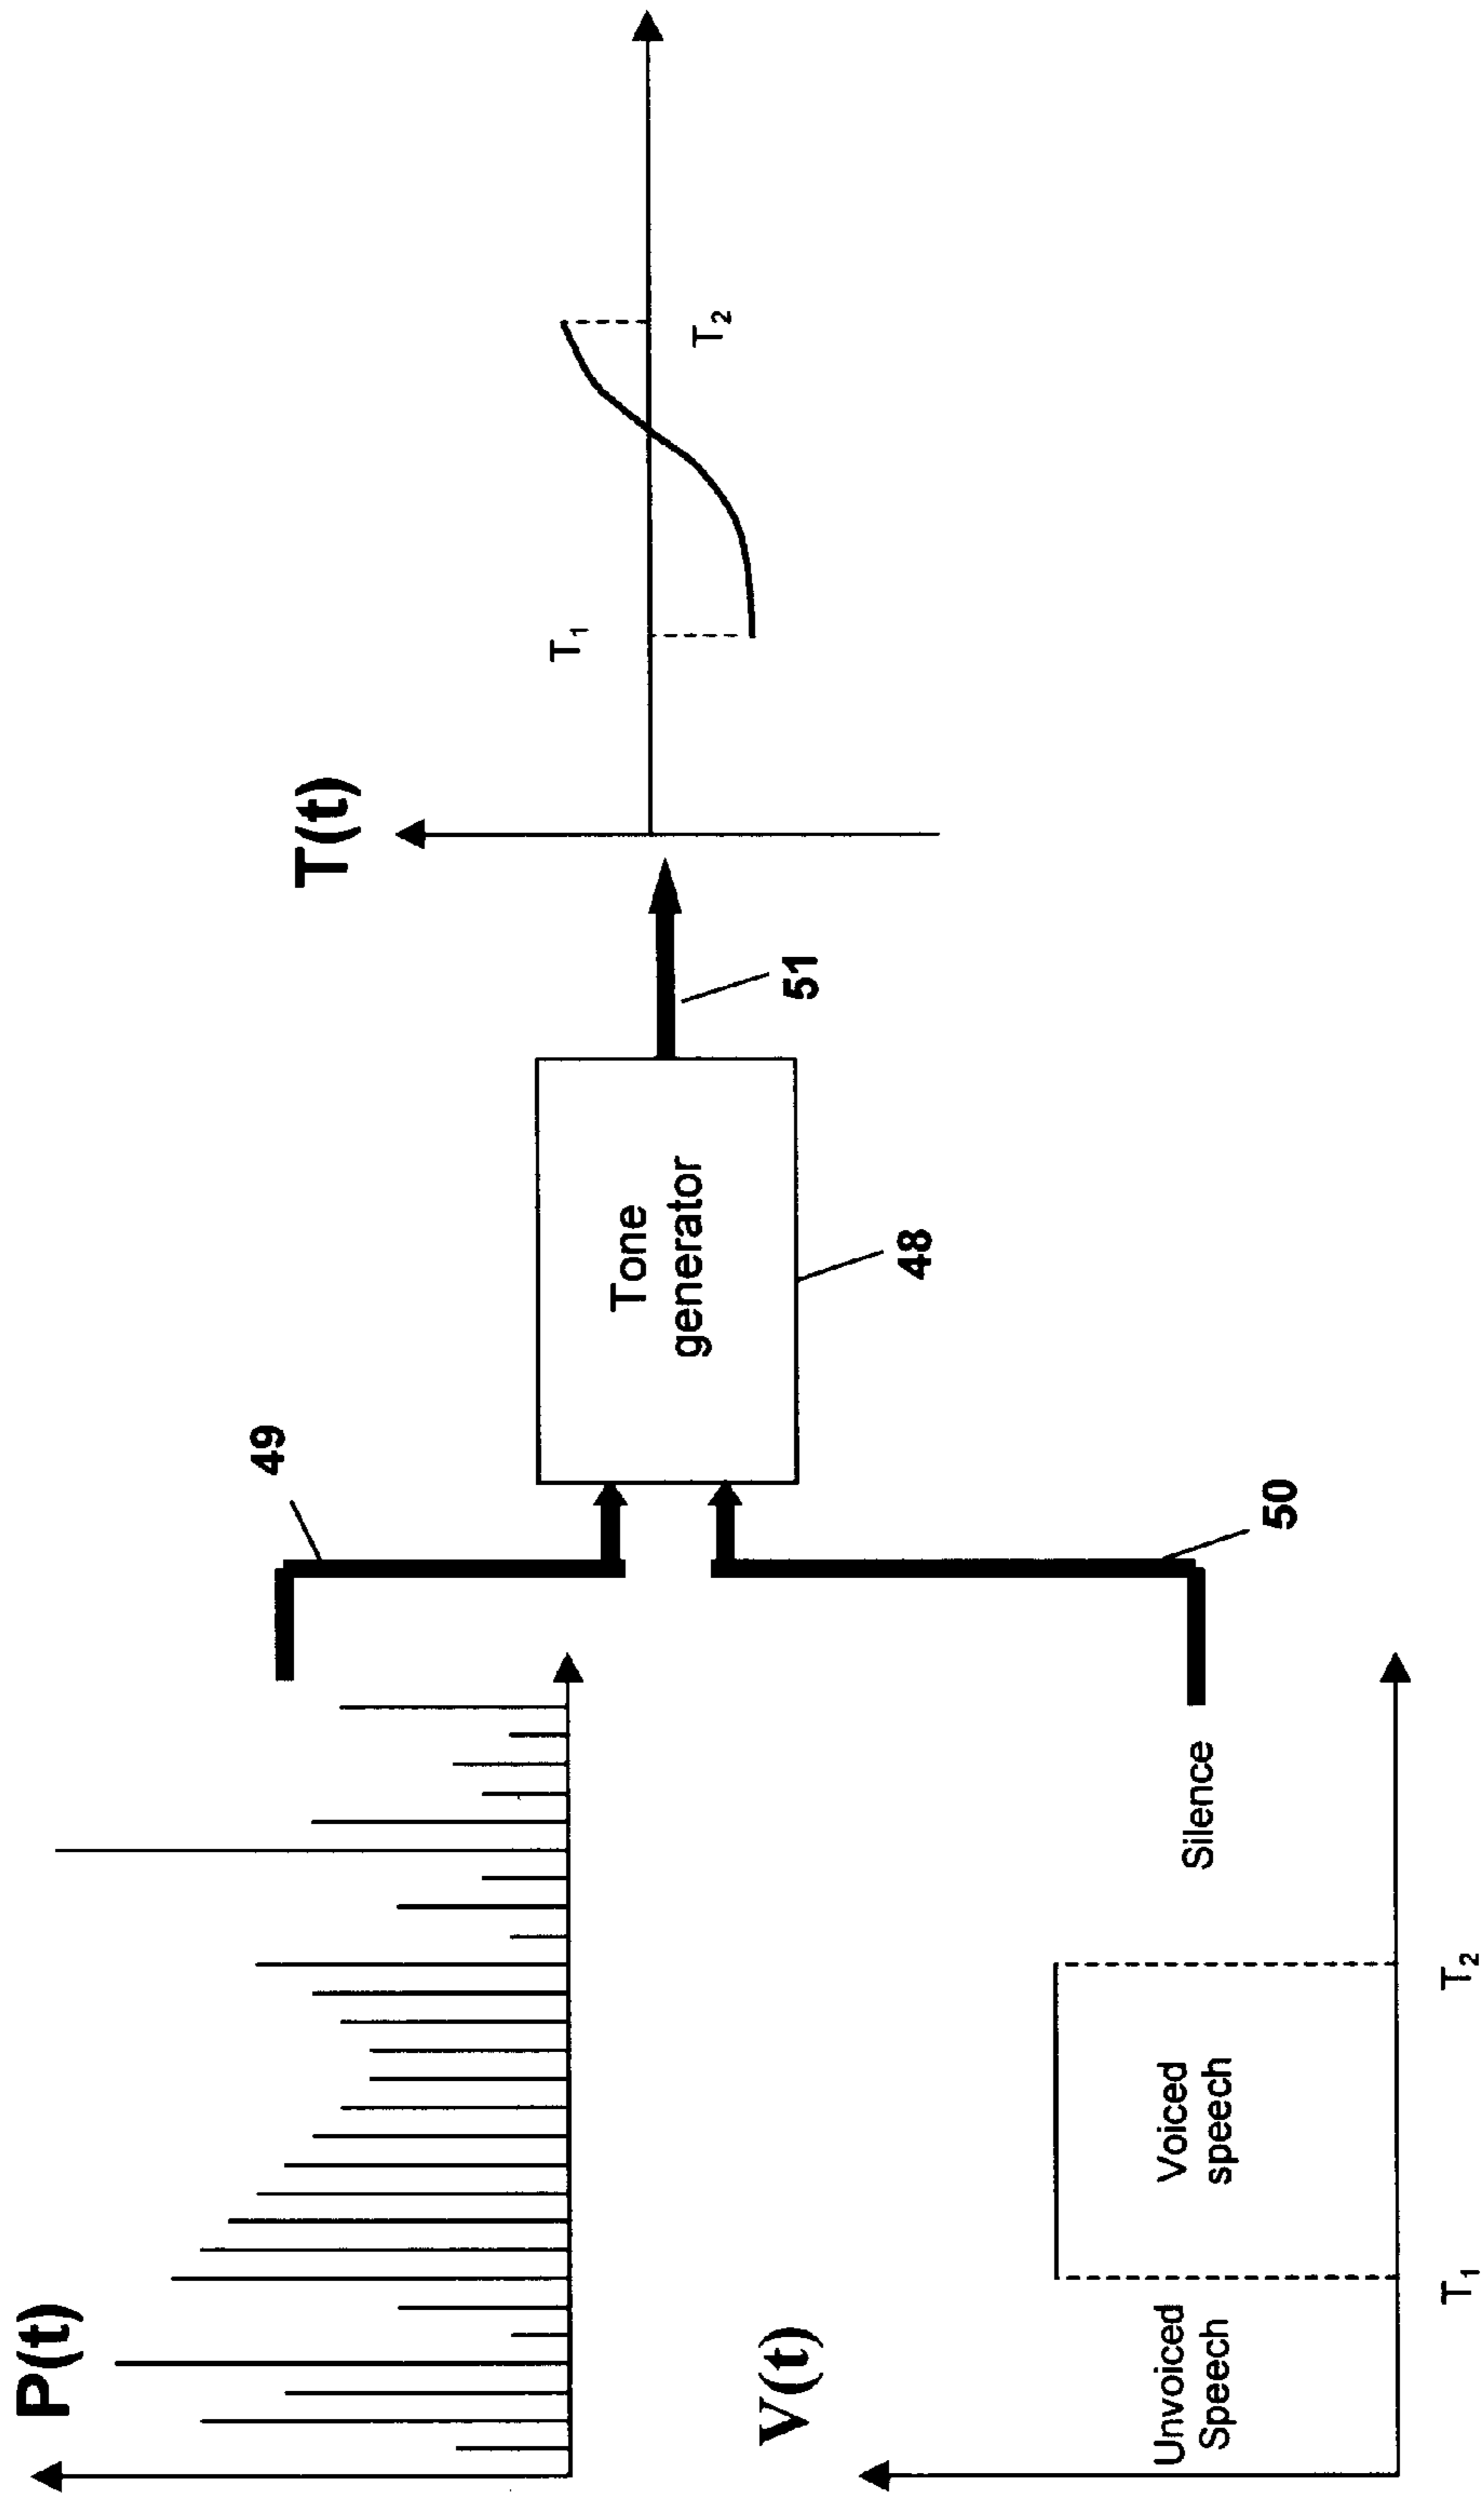 P(t)
49
V(t)
Unvoiced
Speech
Voiced
speech
Silence
T1
T2
50
Tone
generator
48
51
T(t)
T1
T2